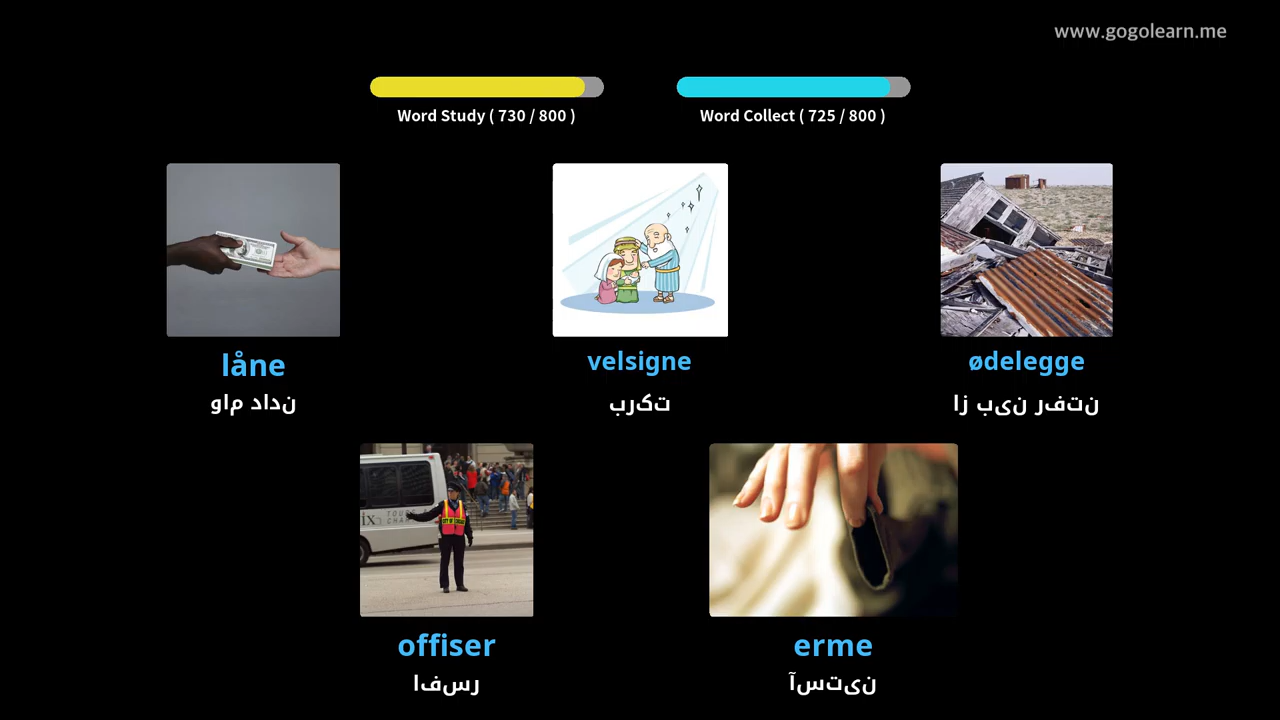 www.gogolearn.me
Word Study ( 730 / 800 )
Word Collect ( 725 / 800 )
låne
نداد ماو
velsigne
تکرب
ødelegge
نتفر نیب زا
offiser
رسفا
erme
نیتسآ